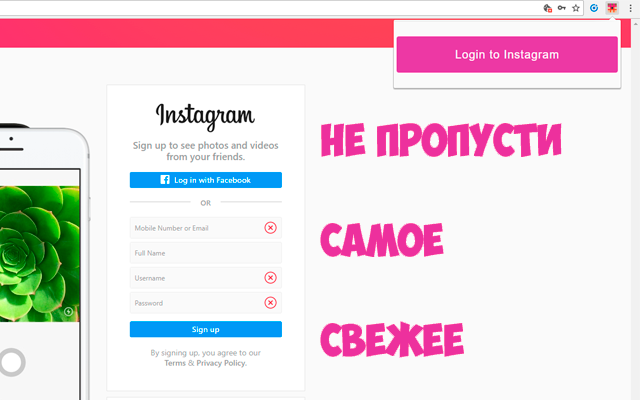 Login to Instagram
Instagram
Sign up to see photos and videos
from your friends.
Log in with Facebook
OR
Mobile Number or Email
Full Name
Username
Password
Sign up
By signing up, you agree to our
Terms & Privacy Policy.
НЕ ПРОПУСТИ
САМОЕ
СВЕЖЕЕ